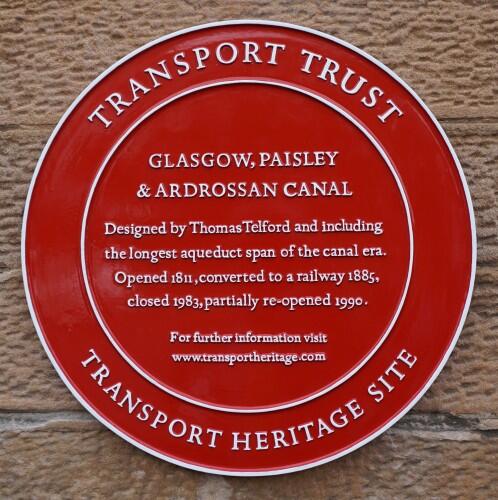 TRANSPORT TRUST
GLASGOW, PAISLEY
& ARDROSSAN CANAL
Designed by Thomas Telford and including
the longest aqueduct span of the canal era.
Opened 1811, converted to a railway 1885,
closed 1983, partially re-opened 1990.
For further information visit
www.transportheritage.com
TRANSPORT HERITAGE SITE